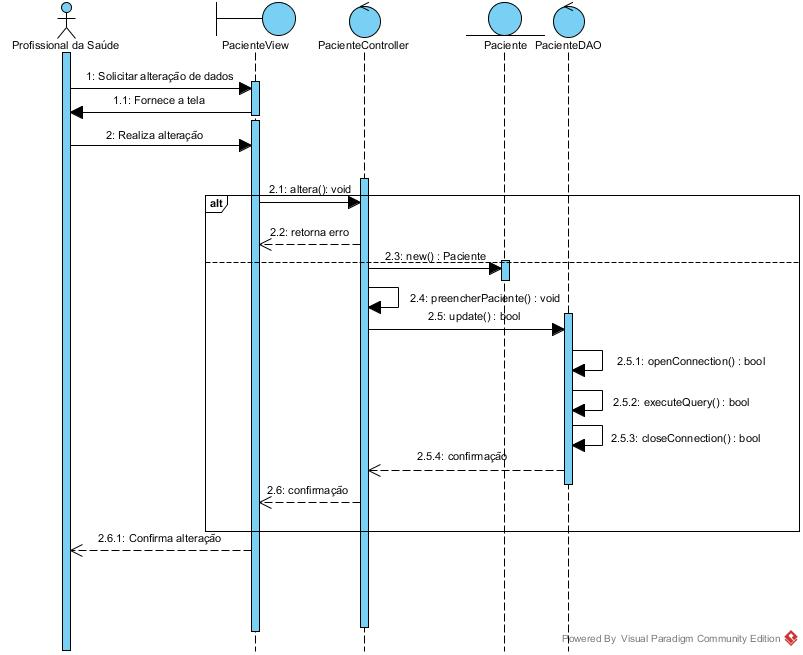 Profissional da Saúde
PacienteView
PacienteController
Paciente
PacienteDAO
1: Solicitar alteração de dados
1.1: Fornece a tela
2: Realiza alteração
2.1: altera(): void
alt
2.2: retorna erro
2.3: new() : Paciente
2.4: preencherPaciente() : void
2.5: update() : bool
2.5.1: openConnection() : bool
2.5.2: executeQuery() : bool
2.5.3: closeConnection() : bool
2.5.4: confirmação
2.6: confirmação
2.6.1: Confirma alteração
Powered By Visual Paradigm Community Edition